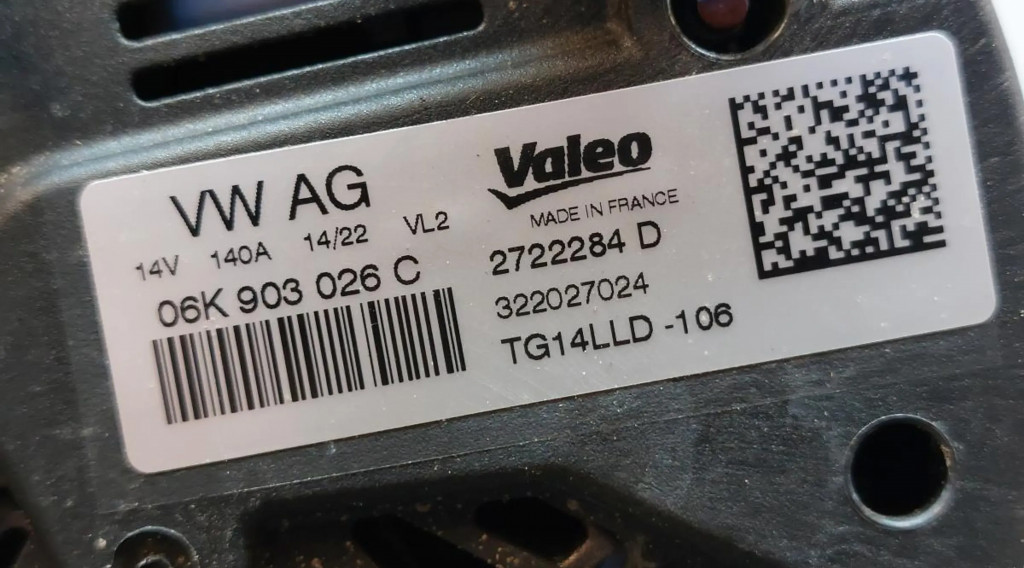 VW AG
14V 140A 14/22 VL2
06K 903 026 C
Valeo
MADE IN FRANCE
2722284 D
322027024
TG14LLD -106